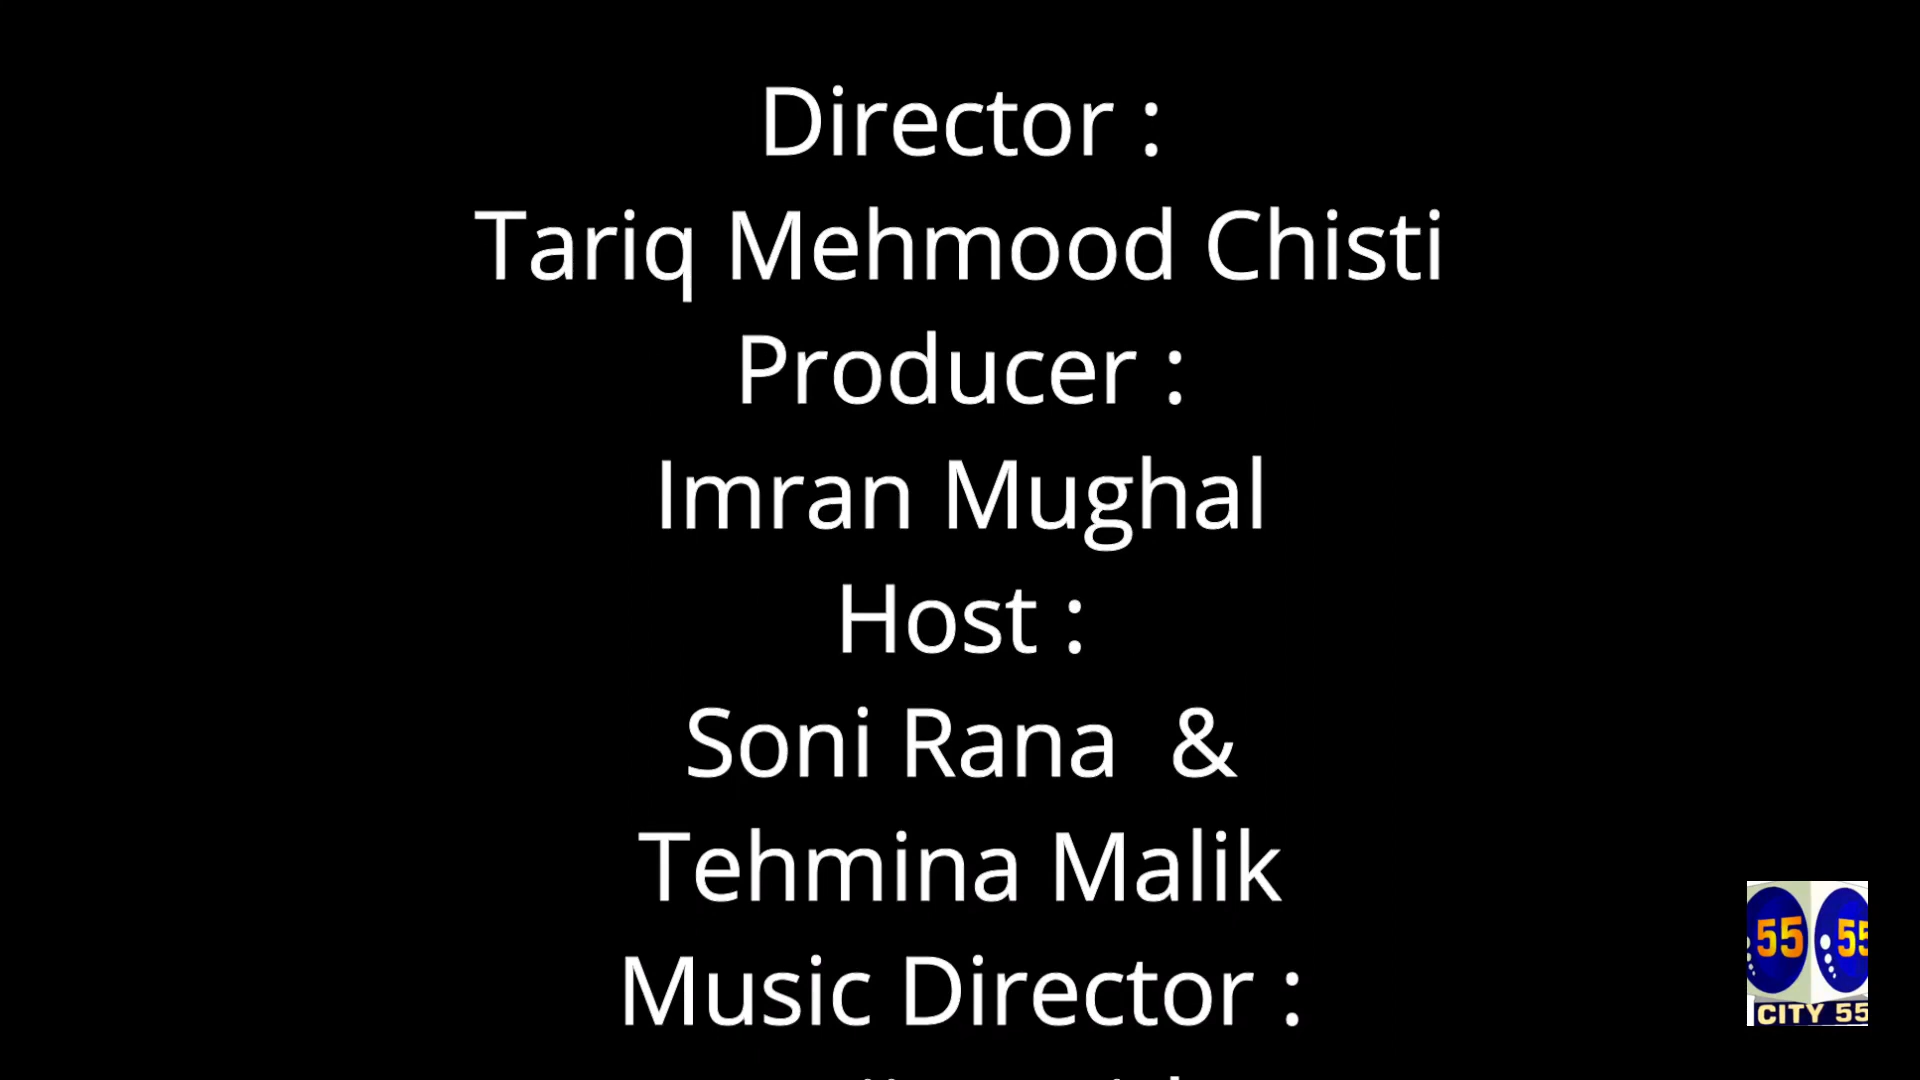 Director :
Tariq Mehmood Chisti
Producer :
Imran Mughal
Host :
Soni Rana  &
Tehmina Malik
Music Director :
55 55
CITY 55